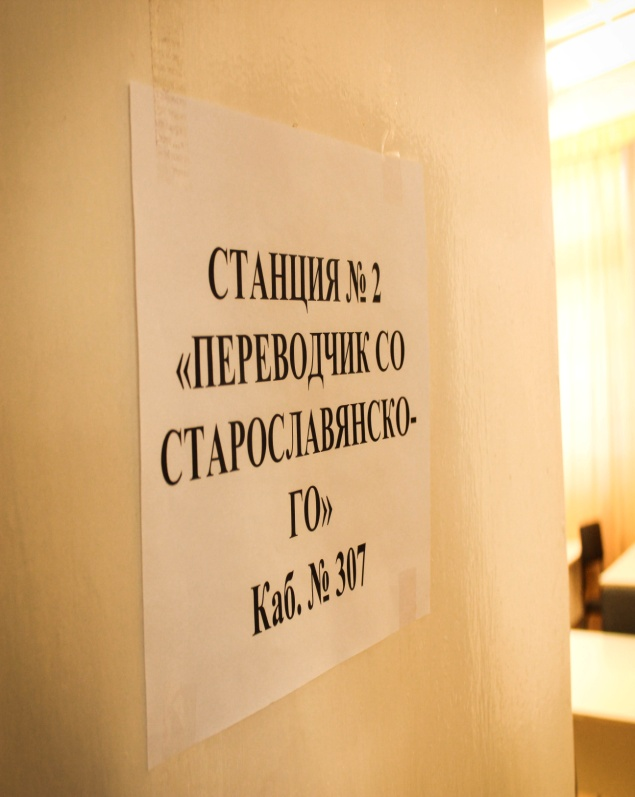 СТАНЦИЯ № 2
«ПЕРЕВОДЧИК СО
СТАРОСЛАВЯНСКО-
ГО»
Каб. № 307